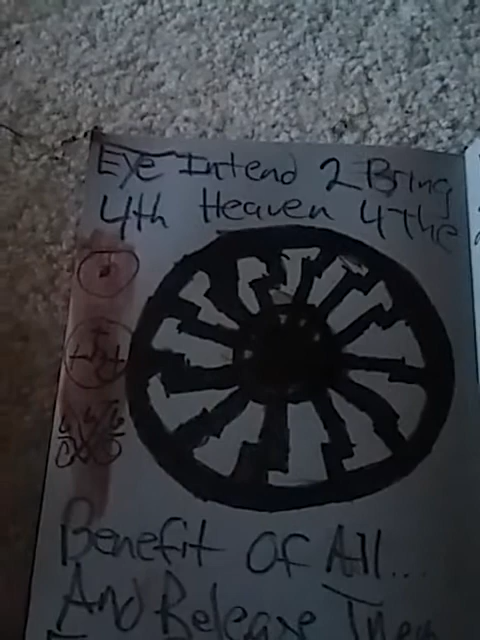 Eye Intend 2 Bring
4th Heaven 4 The
Benefit Of All...
And Release